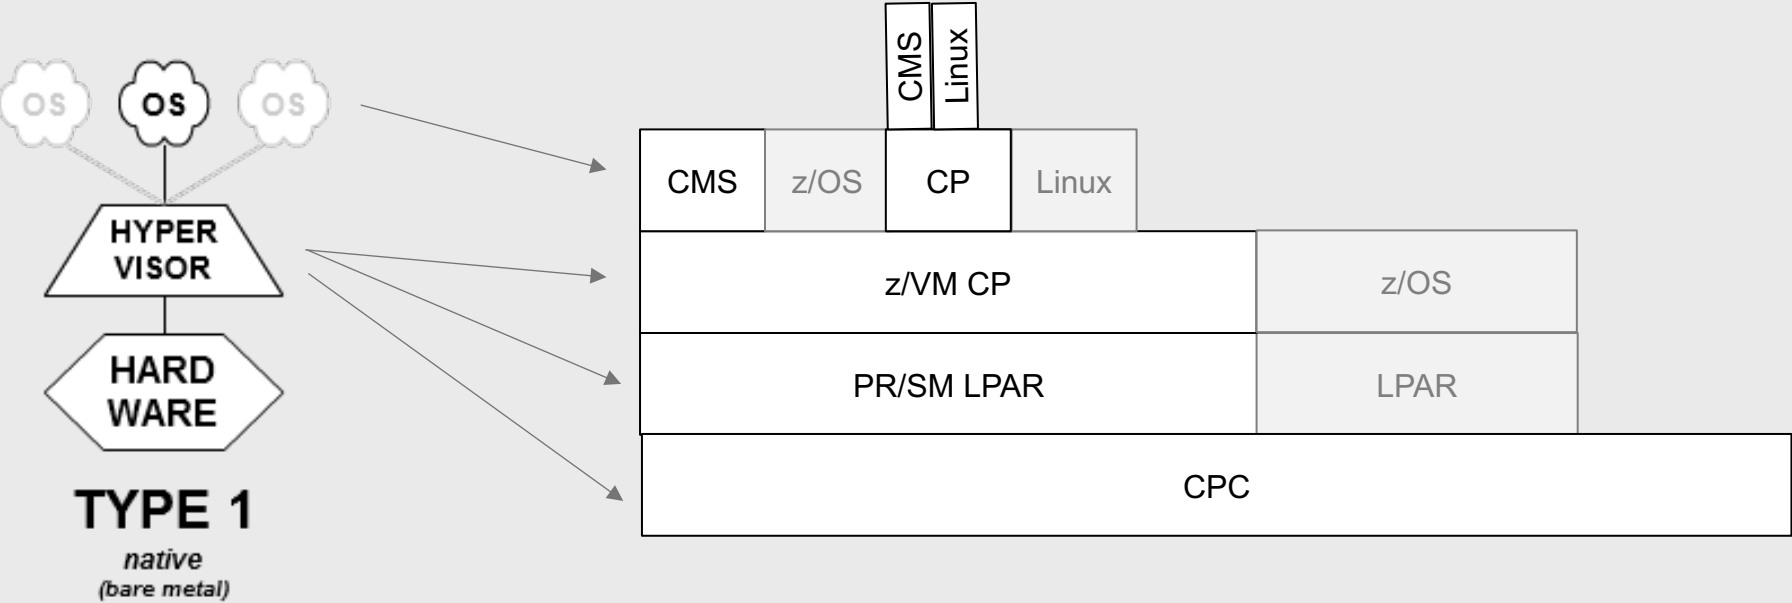 OS
OS
OS
HYPER
VISOR
HARD
WARE
TYPE 1
native
(bare metal)
CMS
Linux
CMS
z/OS
CP
Linux
z/VM CP
z/OS
PR/SM LPAR
LPAR
CPC